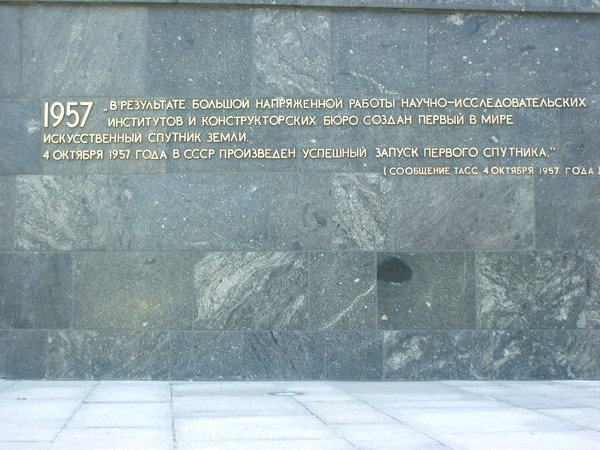 1957 „В РЕЗУЛЬТАТЕ БОЛЬШОЙ НАПРЯЖЕННОЙ РАБОТЫ НАУЧНО-ИССЛЕДОВАТЕЛЬСКИХ
ИНСТИТУТОВ И КОНСТРУКТОРСКИХ БЮРО СОЗДАН ПЕРВЫЙ В МИРЕ
ИСКУССТВЕННЫЙ СПУТНИК ЗЕМЛИ.
4 ОКТЯБРЯ 1957 ГОДА В СССР ПРОИЗВЕДЕН УСПЕШНЫЙ ЗАПУСК ПЕРВОГО СПУТНИКА."
(СООБЩЕНИЕ ТАСС 4 ОКТЯБРЯ 1957 ГОДА)